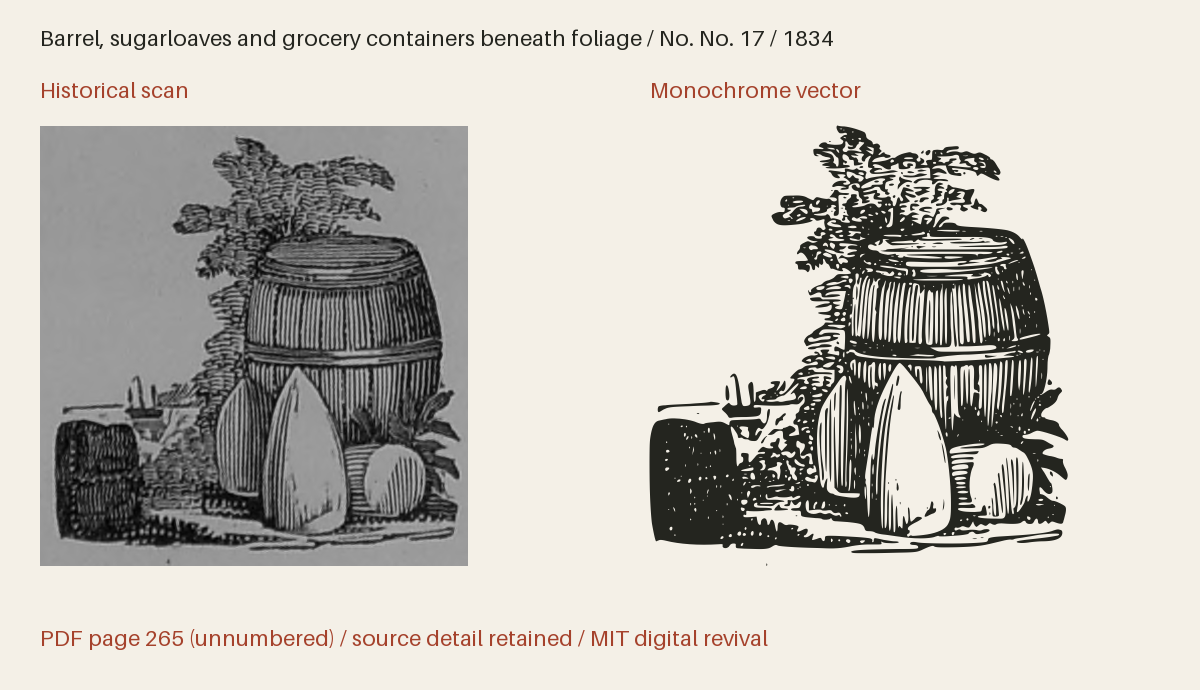 Barrel, sugarloaves and grocery containers beneath foliage / No. No. 17 / 1834
Historical scan
Monochrome vector
PDF page 265 (unnumbered) / source detail retained / MIT digital revival